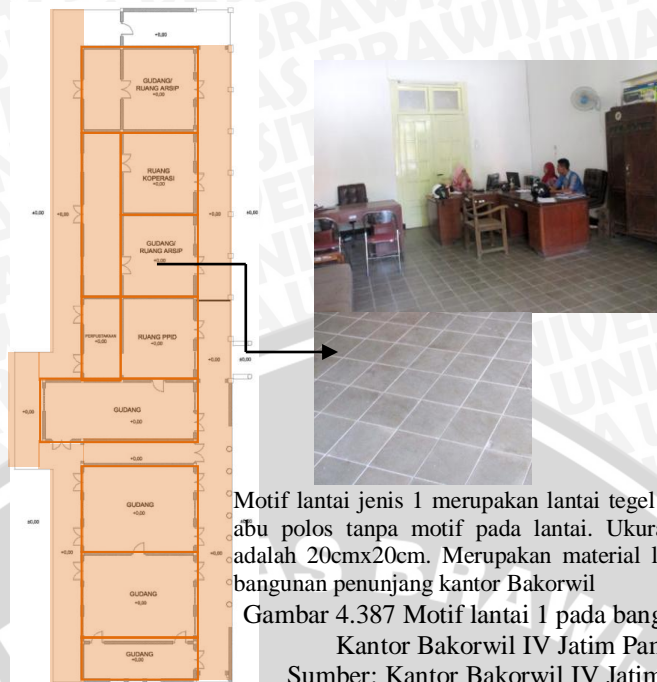 +0,00
GUDANG/
RUANG ARSIP
+0,00
RUANG
KOPERASI
+0,00
±0,00
+0,00
+0,00
±0,00
GUDANG/
RUANG ARSIP
+0,00
PERPUSTAKAAN
+0,00
RUANG PPID
+0,00
+0,00
±0,00
+0,00
GUDANG
+0,00
+0,00
GUDANG
+0,00
±0,00
±0,00
+0,00
+0,00
GUDANG
+0,00
GUDANG
+0,00
Motif lantai jenis 1 merupakan lantai tegel
abu polos tanpa motif pada lantai.
adalah 20cmx20cm. Merupakan material
bangunan penunjang kantor Bakorwil
Gambar 4.387 Motif lantai 1 pada
Kantor Bakorwil IV Jatim
Sumber: Kantor Bakorwil IV Jatim